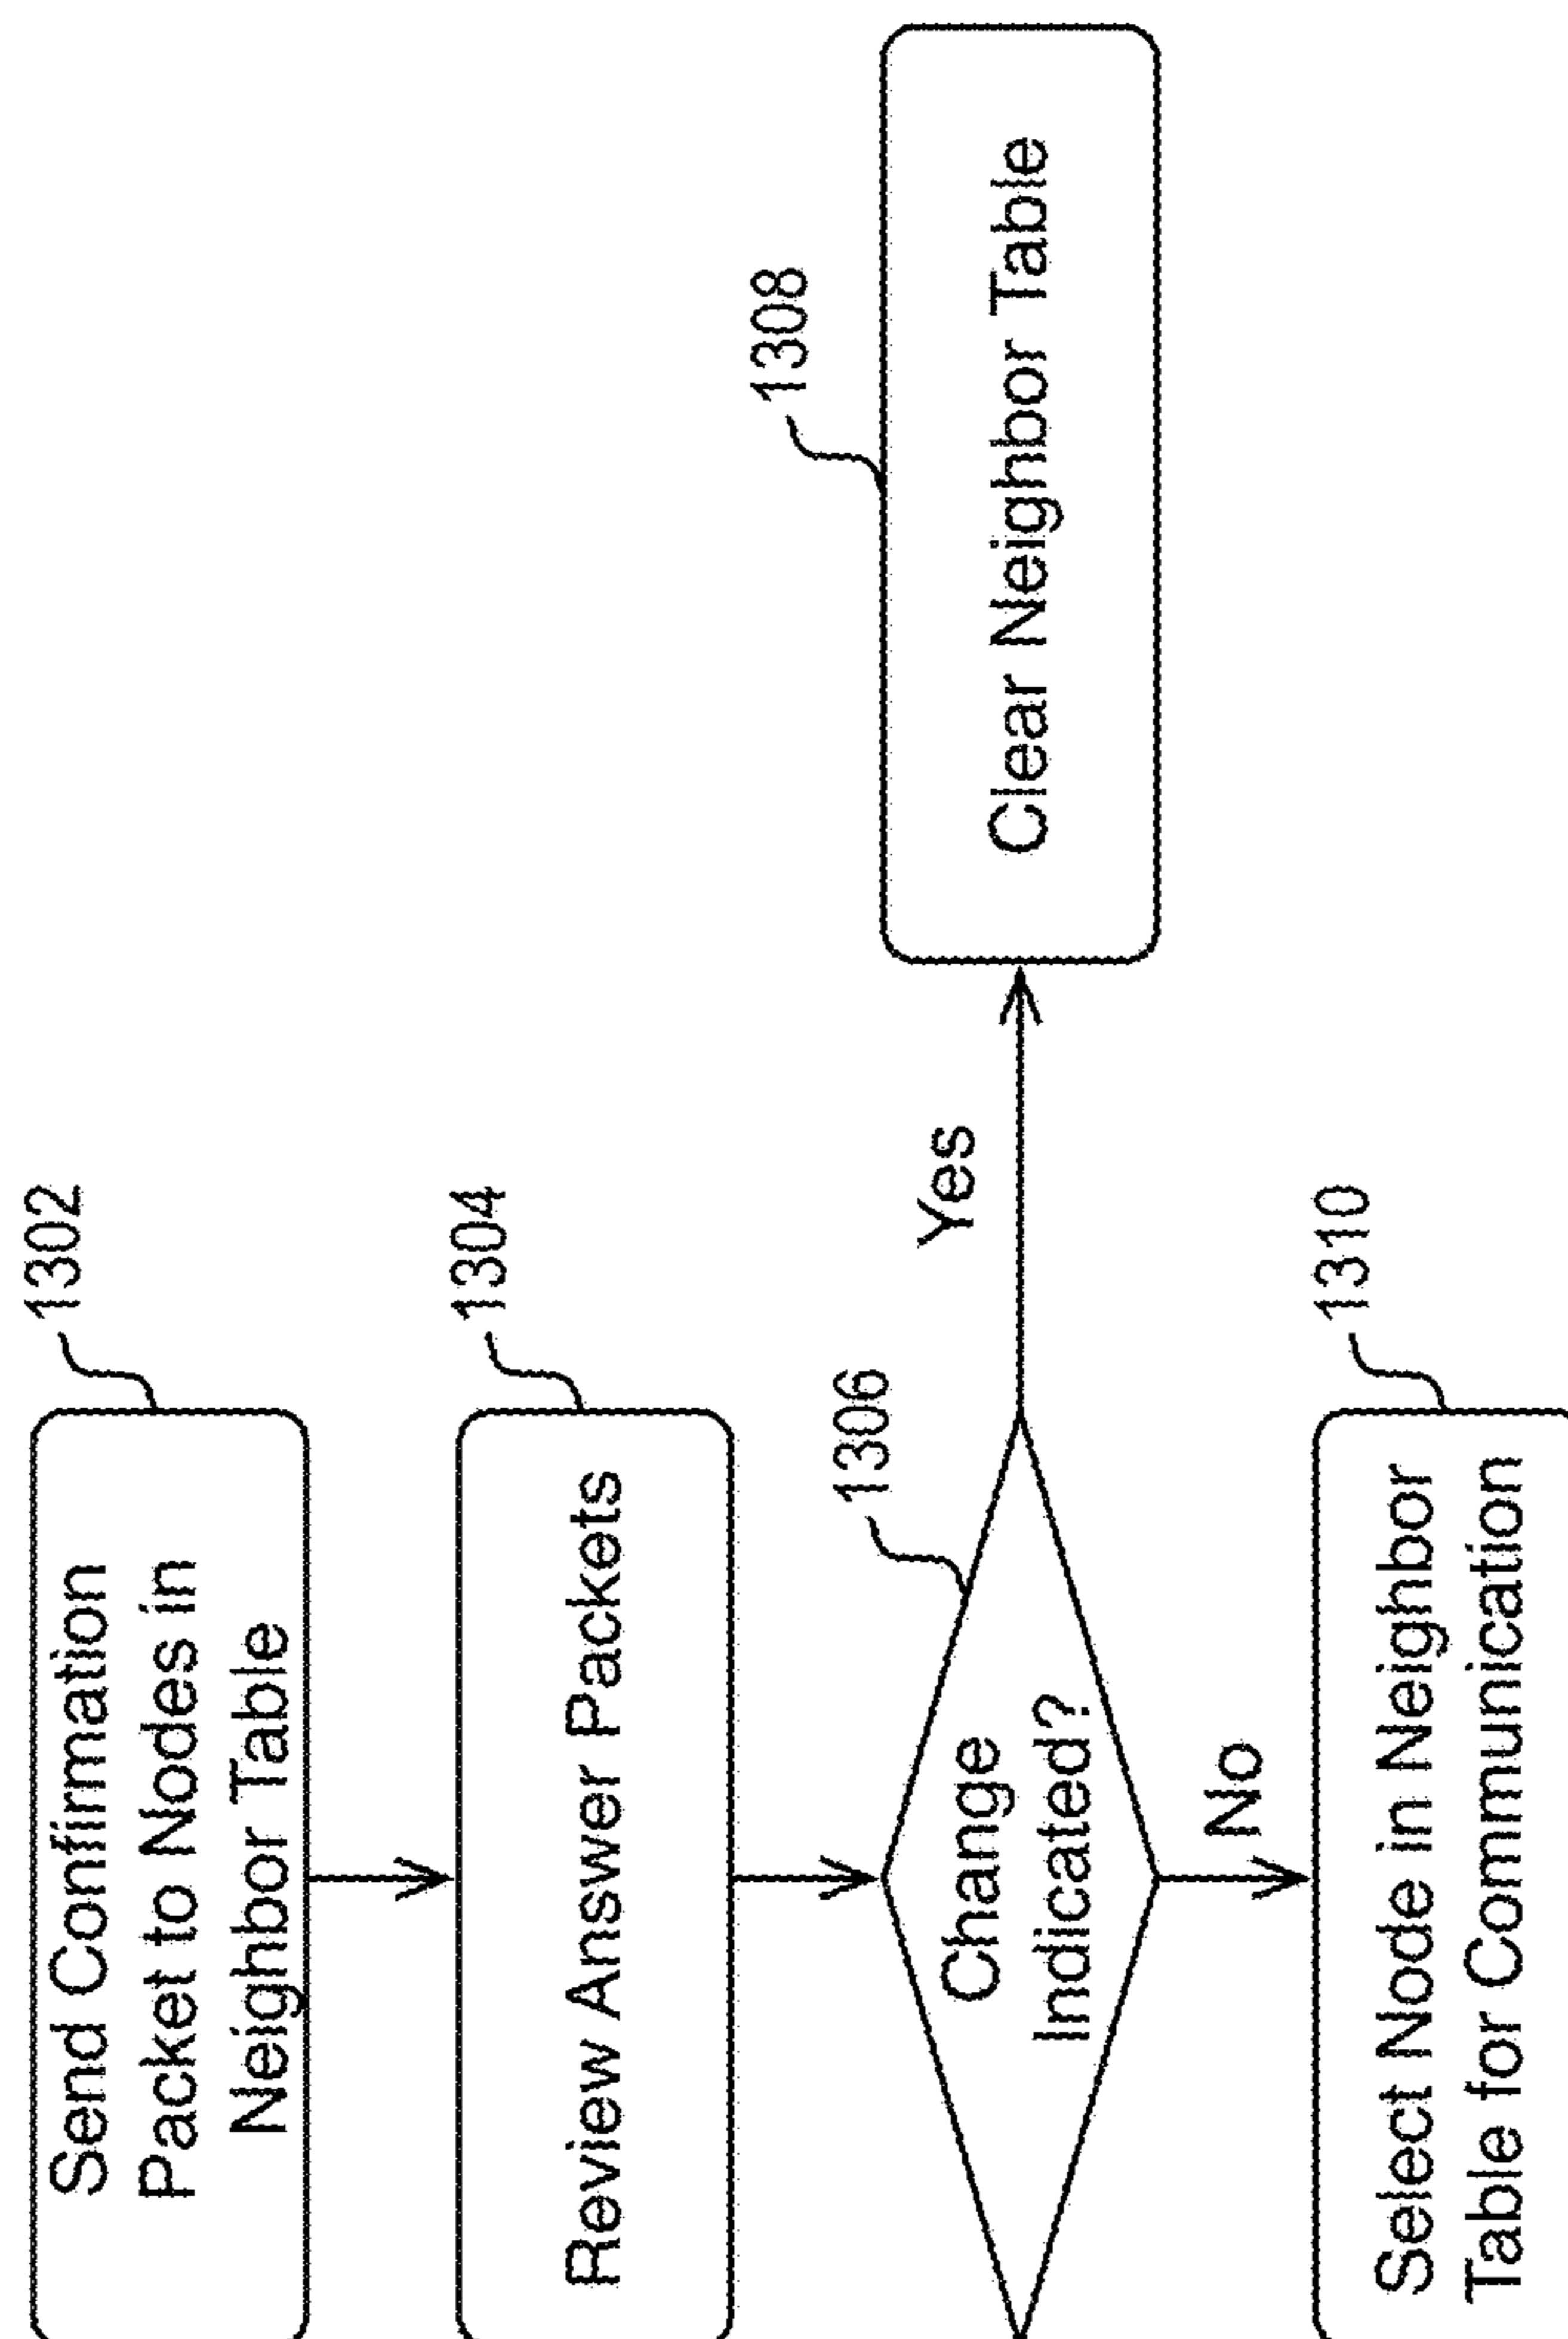 1302
Send Confirmation
Packet to Nodes in
Neighbor Table
1304
Review Answer Packets
1306
Change
Indicated?
Yes
1308
Clear Neighbor Table
No
1310
Select Node in Neighbor
Table for Communication